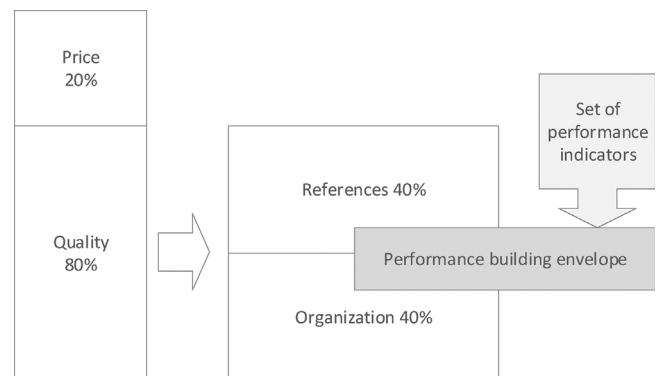 Price
20%
Quality
80%
References 40%
Organization 40%
Set of
performance
indicators
Performance building envelope